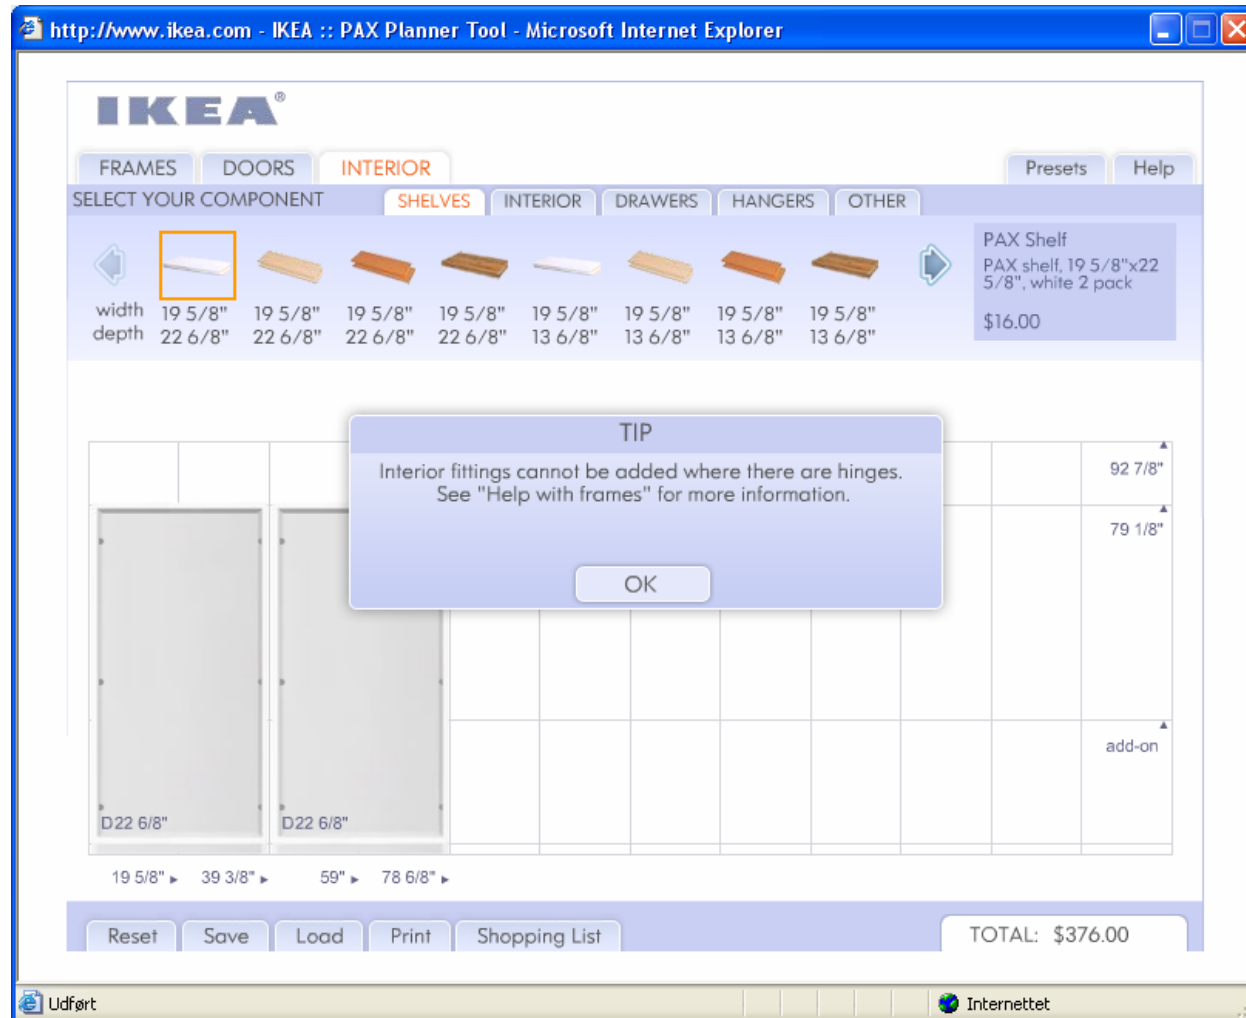 http://www.ikea.com - IKEA :: PAX Planner Tool - Microsoft Internet Explorer
IKEA®
FRAMES DOORS INTERIOR Presets Help
SELECT YOUR COMPONENT SHELVES INTERIOR DRAWERS HANGERS OTHER
PAX Shelf
PAX shelf, 19 5/8"x22
5/8", white 2 pack
$16.00
width 19 5/8" 19 5/8" 19 5/8" 19 5/8" 19 5/8" 19 5/8" 19 5/8" 19 5/8"
depth 22 6/8" 22 6/8" 22 6/8" 22 6/8" 13 6/8" 13 6/8" 13 6/8" 13 6/8"
TIP
Interior fittings cannot be added where there are hinges.
See "Help with frames" for more information.
OK
92 7/8"
79 1/8"
add-on
D22 6/8" D22 6/8"
19 5/8" 39 3/8" 59" 78 6/8"
Reset Save Load Print Shopping List TOTAL: $376.00
Udført Internettet